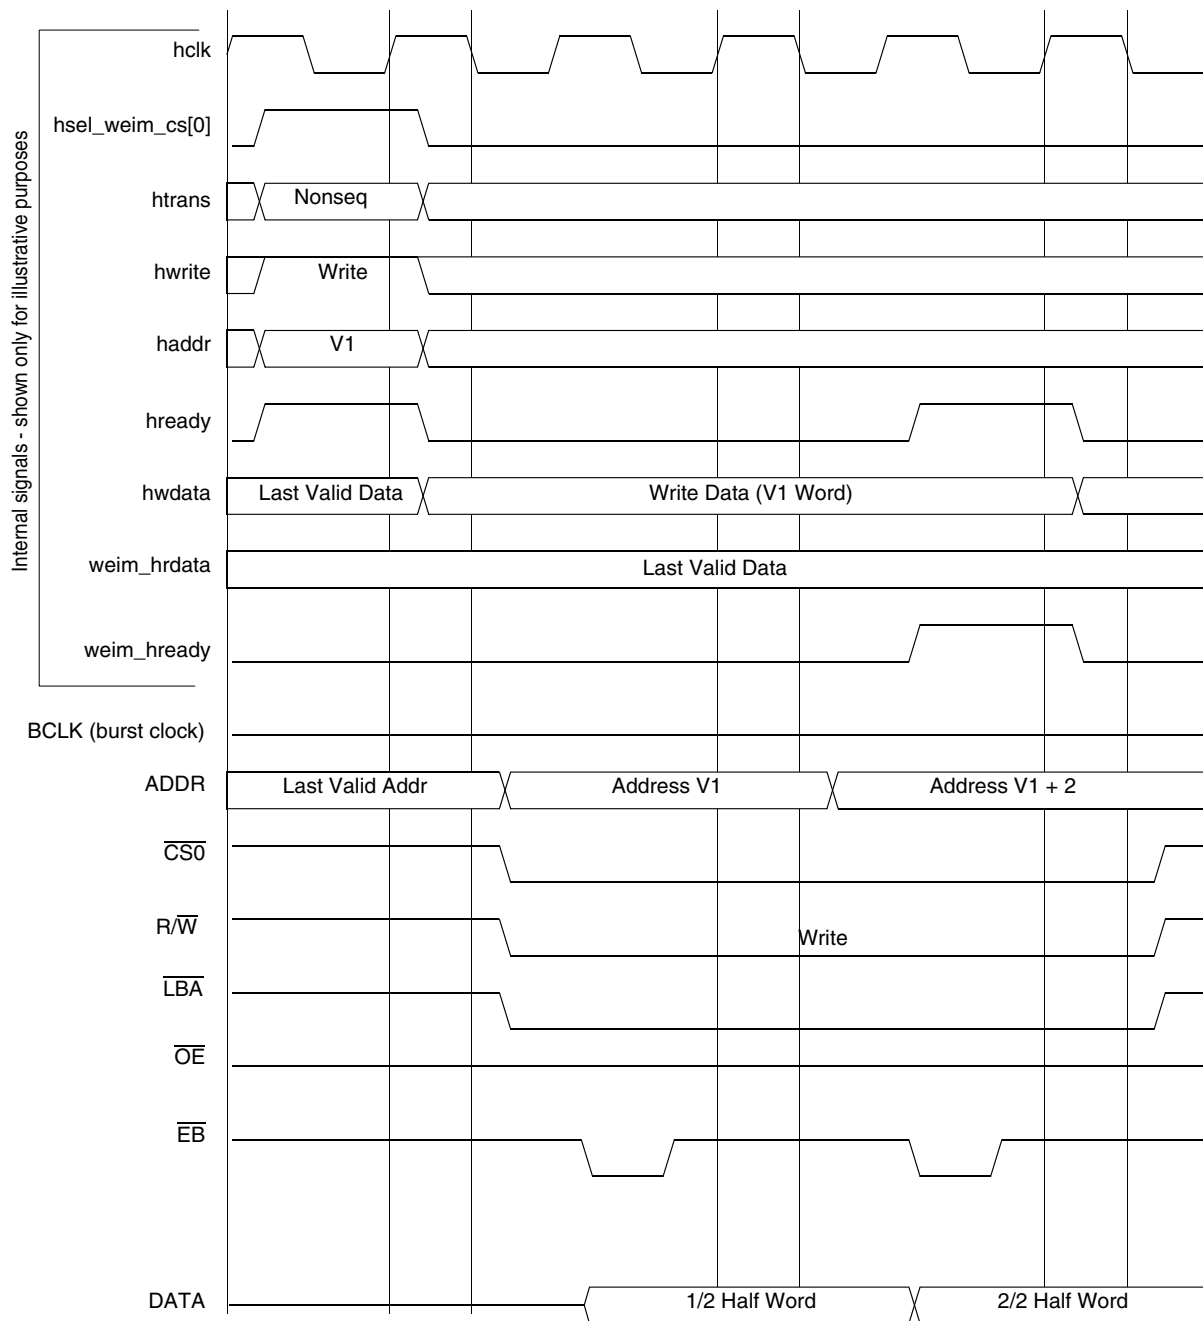 Internal signals - shown only for illustrative purposes
hclk
hsel_weim_cs[0]
htrans Nonseq
hwrite Write
haddr V1
hready
hwdata Last Valid Data Write Data (V1 Word)
weim_hrdata Last Valid Data
weim_hready
BCLK (burst clock)
ADDR Last Valid Addr Address V1 Address V1 + 2
CS0
R/W Write
LBA
OE
EB
DATA 1/2 Half Word 2/2 Half Word